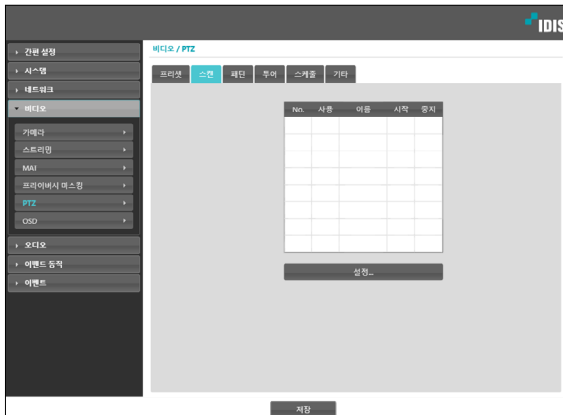 IDIS
간편 설정
시스템
네트워크
비디오
카메라
스트리밍
MAI
프라이버시 마스킹
PTZ
OSD
오디오
이벤트 동작
이벤트
비디오 / PTZ
프리셋 스캔 패턴 투어 스케줄 기타
No. 사용 이름 시작 중지
설정...
저장